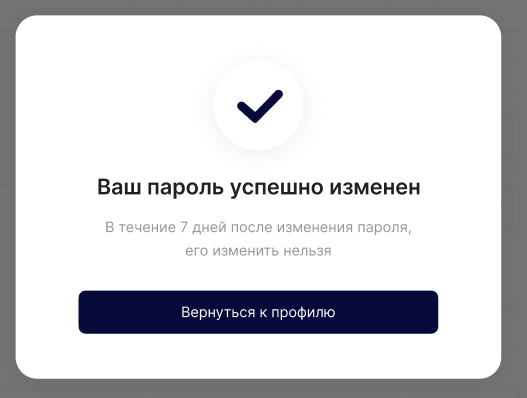 Ваш пароль успешно изменен
В течение 7 дней после изменения пароля,
его изменить нельзя
Вернуться к профилю